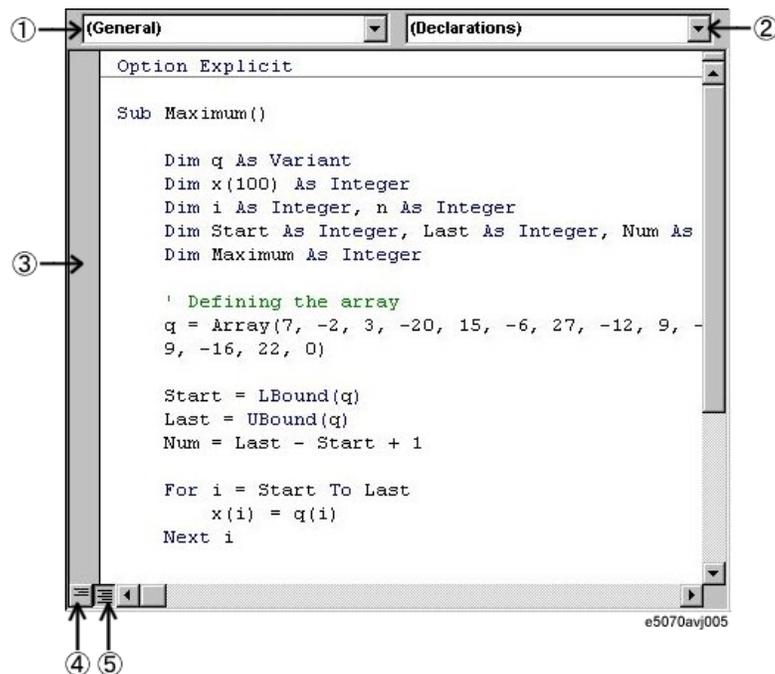 ① (General) (Declarations) ②
Option Explicit
Sub Maximum()
Dim q As Variant
Dim x(100) As Integer
Dim i As Integer, n As Integer
Dim Start As Integer, Last As Integer, Num As
③
Dim Maximum As Integer
' Defining the array
q = Array(7, -2, 3, -20, 15, -6, 27, -12, 9, -
9, -16, 22, 0)
Start = LBound(q)
Last = UBound(q)
Num = Last - Start + 1
For i = Start To Last
x(i) = q(i)
Next i
e5070avj005
④ ⑤